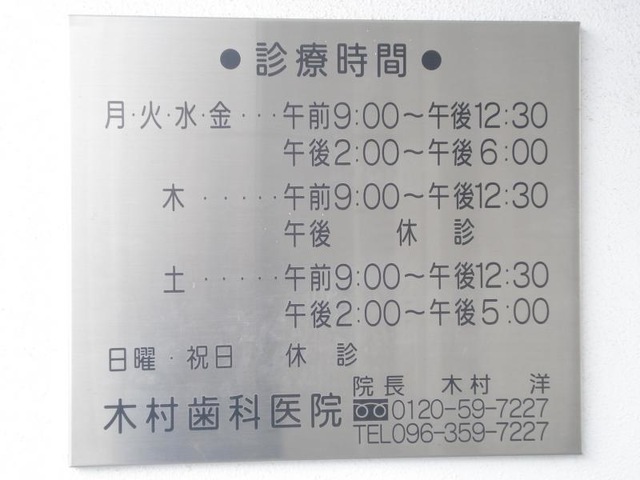 ●診療時間●
月・火・水・金・・・午前9:00～午後12:30
午後2:00～午後6:00
木・・・・・午前9:00～午後12:30
午後 休 診
土・・・・・午前9:00～午後12:30
午後2:00～午後5:00
日曜・祝日 休 診
院長 木村 洋
木村歯科医院 0120-59-7227
TEL096-359-7227